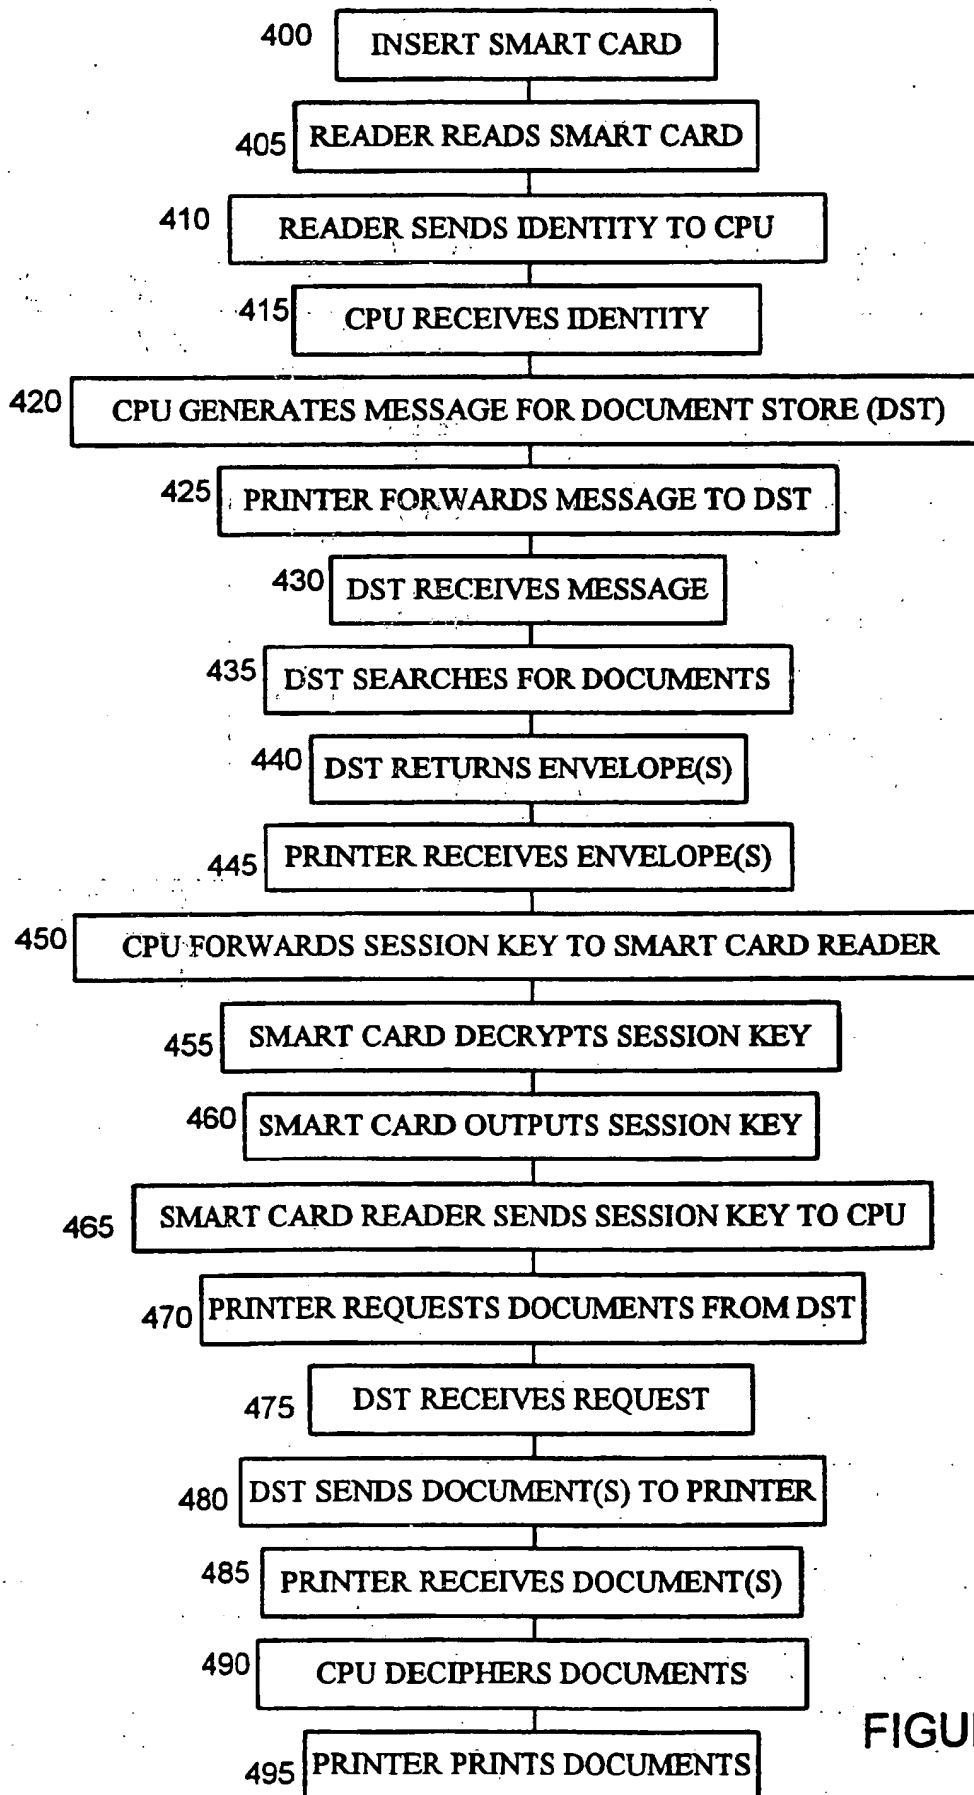 400 INSERT SMART CARD
405 READER READS SMART CARD
410 READER SENDS IDENTITY TO CPU
415 CPU RECEIVES IDENTITY
420 CPU GENERATES MESSAGE FOR DOCUMENT STORE (DST)
425 PRINTER FORWARDS MESSAGE TO DST
430 DST RECEIVES MESSAGE
435 DST SEARCHES FOR DOCUMENTS
440 DST RETURNS ENVELOPE(S)
445 PRINTER RECEIVES ENVELOPE(S)
450 CPU FORWARDS SESSION KEY TO SMART CARD READER
455 SMART CARD DECRYPTS SESSION KEY
460 SMART CARD OUTPUTS SESSION KEY
465 SMART CARD READER SENDS SESSION KEY TO CPU
470 PRINTER REQUESTS DOCUMENTS FROM DST
475 DST RECEIVES REQUEST
480 DST SENDS DOCUMENT(S) TO PRINTER
485 PRINTER RECEIVES DOCUMENT(S)
490 CPU DECIPHERS DOCUMENTS
495 PRINTER PRINTS DOCUMENTS